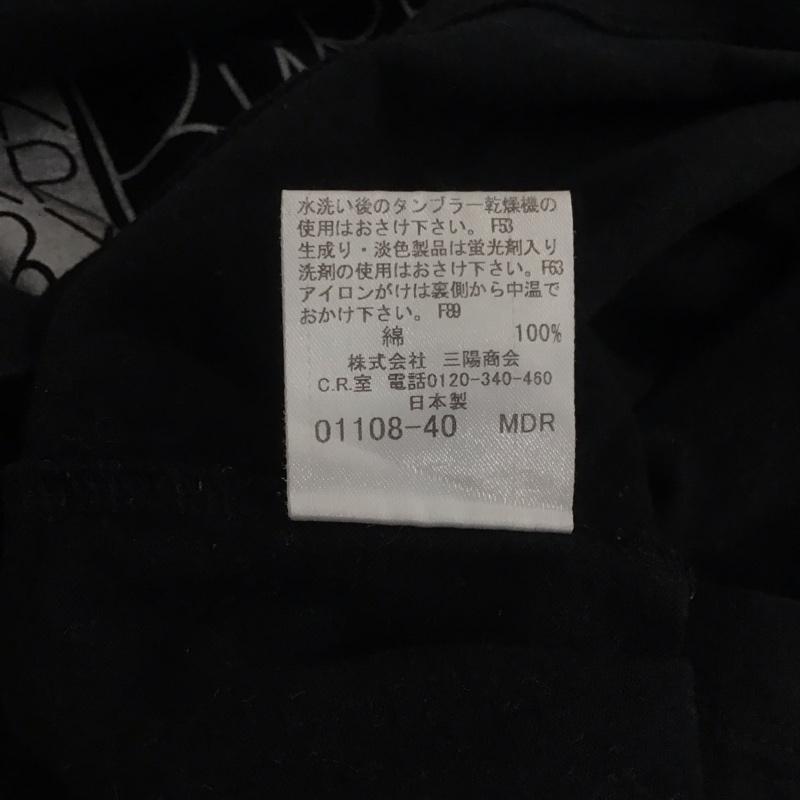 水洗い後のタンブラー乾燥機の
使用はおさけ下さい。 F53
生成り・淡色製品は蛍光剤入り
洗剤の使用はおさけ下さい。F63
アイロンがけは裏側から中温で
おかけ下さい。 F89
綿 100%
株式会社 三陽商会
C.R.室 電話0120-340-460
日本製
01108-40 MDR